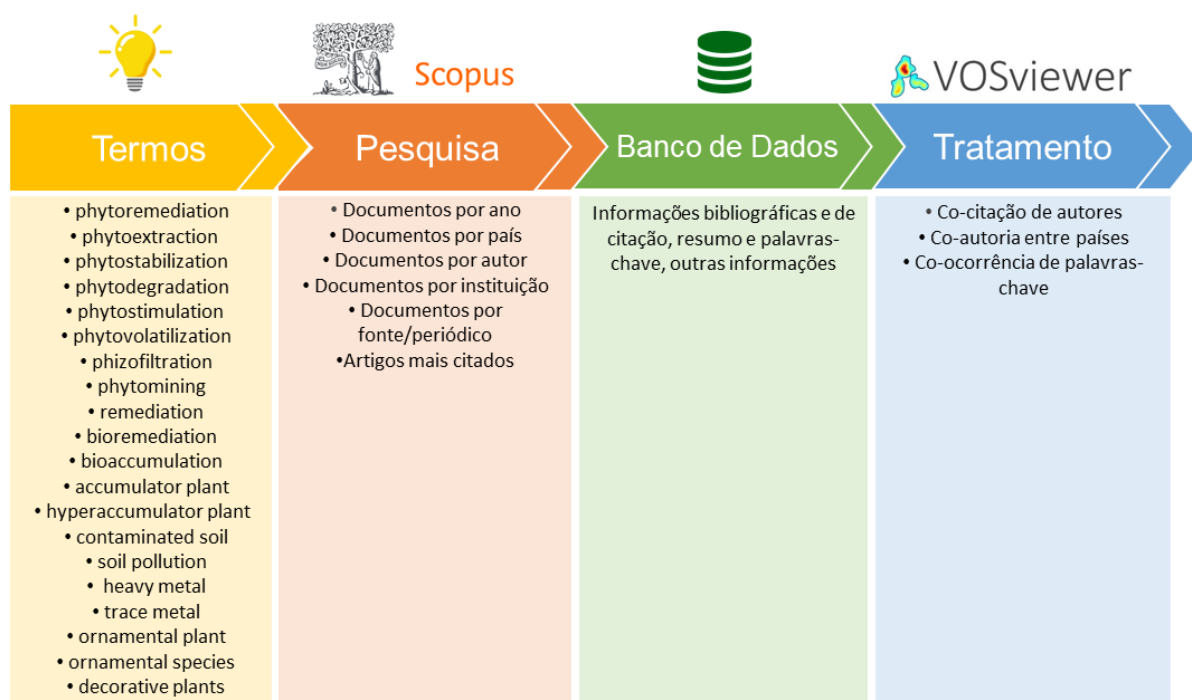 Scopus
VOSviewer
Termos
Pesquisa
Banco de Dados
Tratamento
• phytoremediation
• phytoextraction
• phytostabilization
• phytodegradation
• phytostimulation
• phytovolatilization
• phizofiltration
• phytomining
• remediation
• bioremediation
• bioaccumulation
• accumulator plant
• hyperaccumulator plant
• contaminated soil
• soil pollution
• heavy metal
• trace metal
• ornamental plant
• ornamental species
• decorative plants
• Documentos por ano
• Documentos por país
• Documentos por autor
• Documentos por instituição
• Documentos por
fonte/periódico
•Artigos mais citados
Informações bibliográficas e de
citação, resumo e palavras-
chave, outras informações
• Co-citação de autores
• Co-autoria entre países
• Co-ocorrência de palavras-
chave